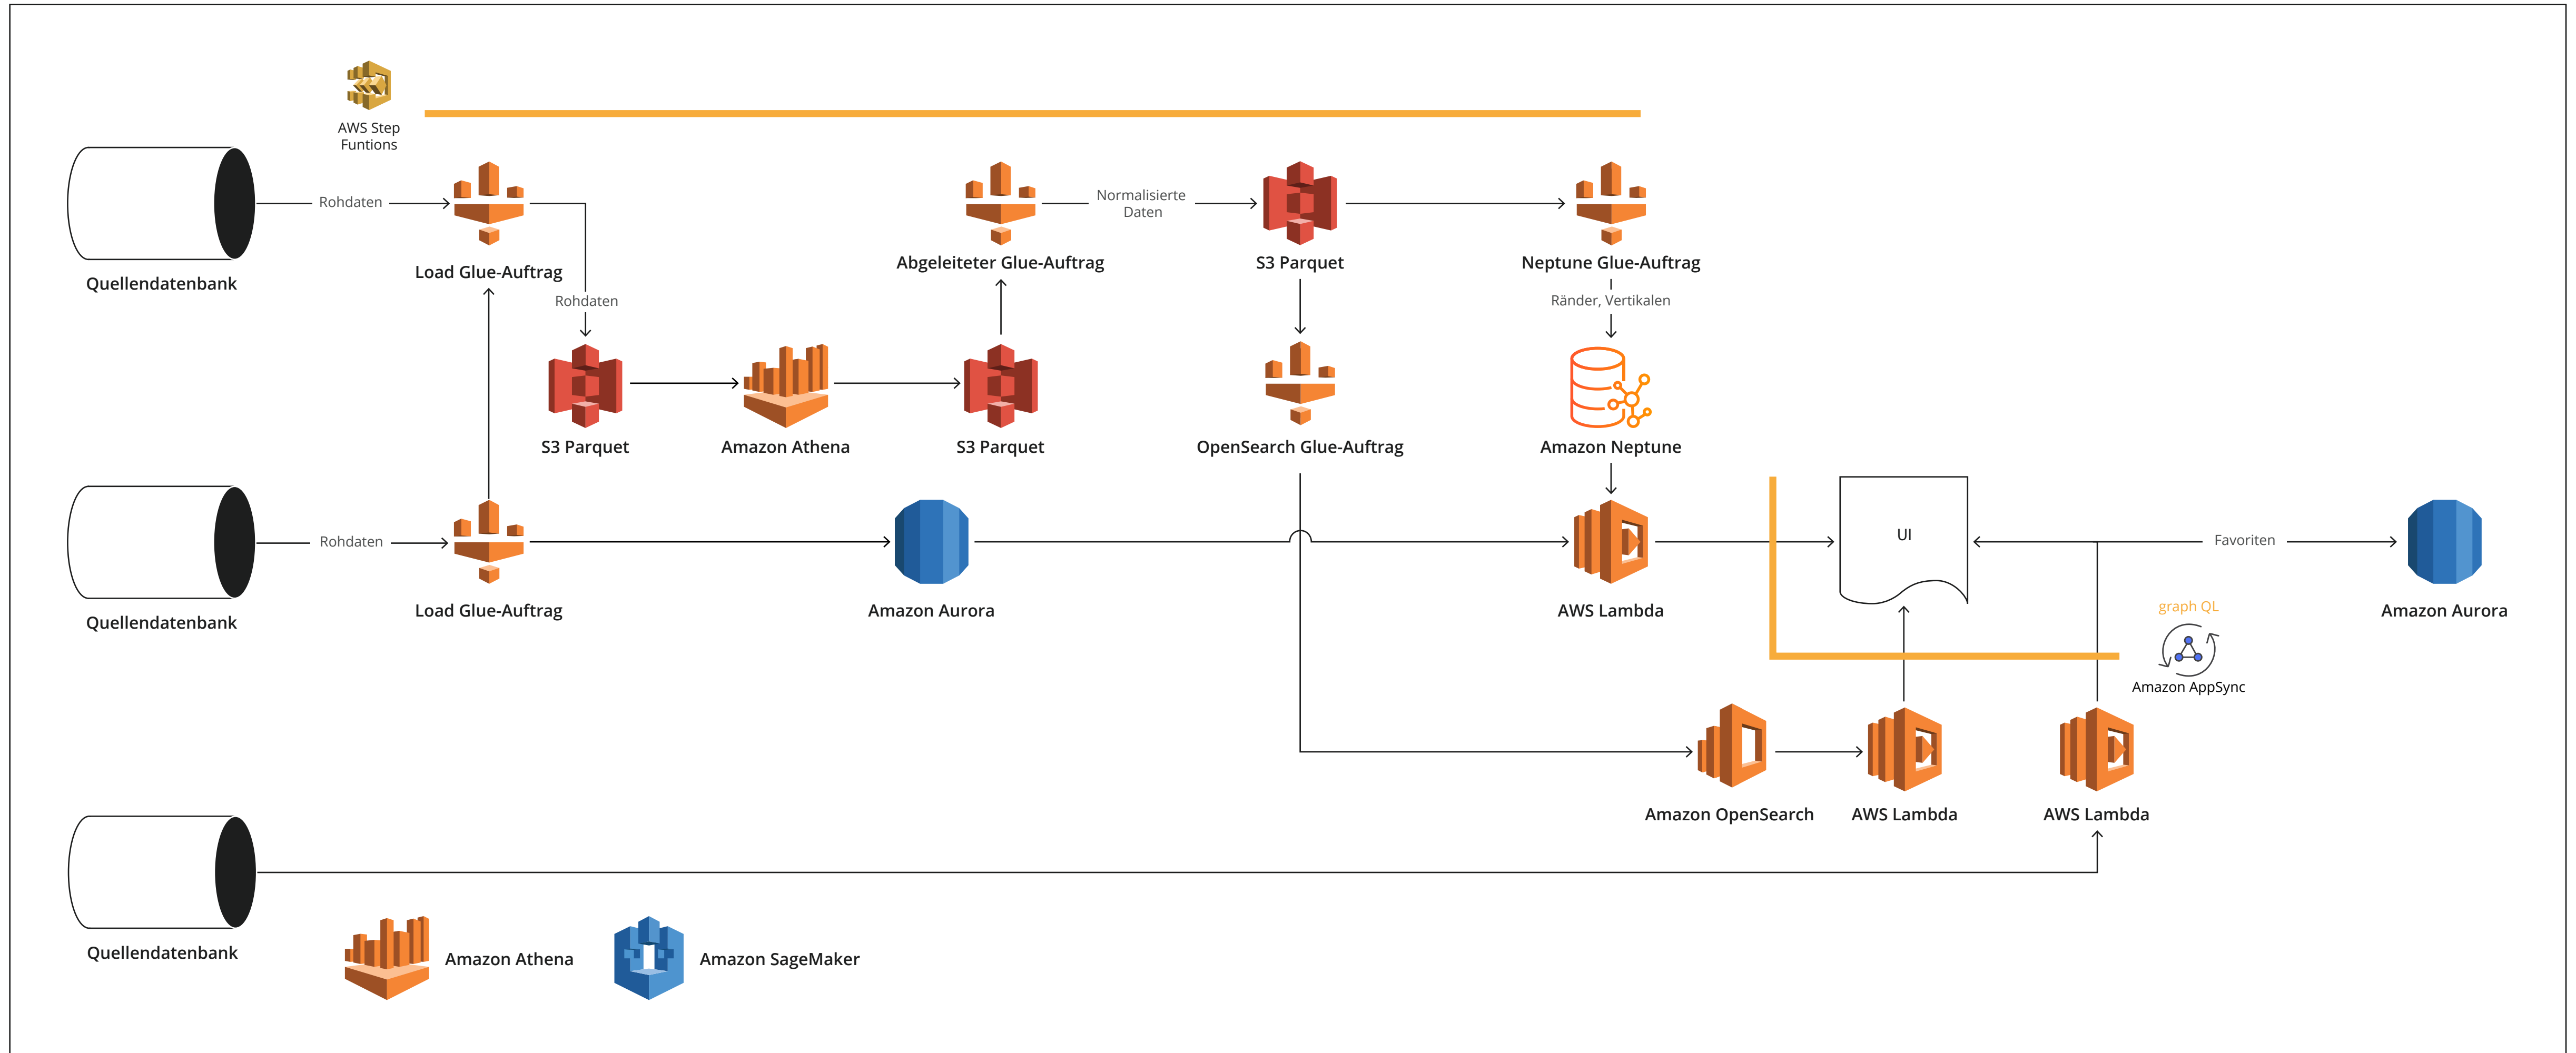 AWS Step
Funtions
Rohdaten
Normalisierte
Daten
Quellendatenbank
Load Glue-Auftrag
Abgeleiteter Glue-Auftrag
S3 Parquet
Neptune Glue-Auftrag
Rohdaten
Ränder, Vertikalen
S3 Parquet
Amazon Athena
S3 Parquet
OpenSearch Glue-Auftrag
Amazon Neptune
Rohdaten
UI
Favoriten
Quellendatenbank
Load Glue-Auftrag
Amazon Aurora
AWS Lambda
graph QL
Amazon Aurora
Amazon AppSync
Amazon OpenSearch
AWS Lambda
AWS Lambda
Quellendatenbank
Amazon Athena
Amazon SageMaker